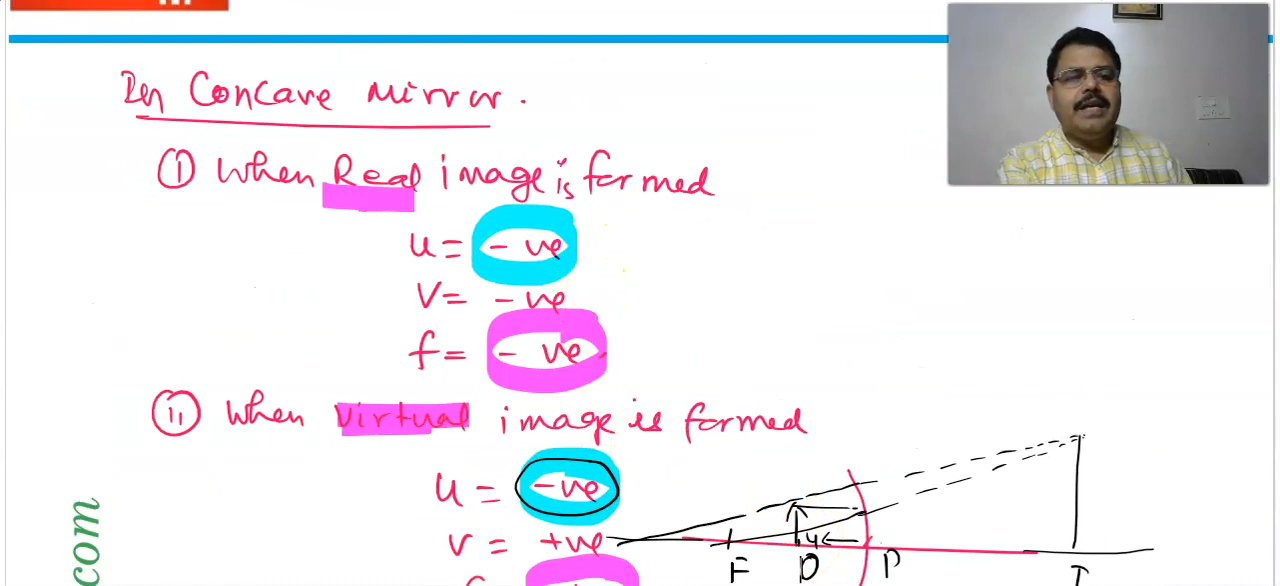 In Concave Mirror.
(i) When Real image is formed
u = - ve
v = - ve
f = - ve
(ii) When virtual image is formed
u = - ve
v = + ve
u
F O P I
com